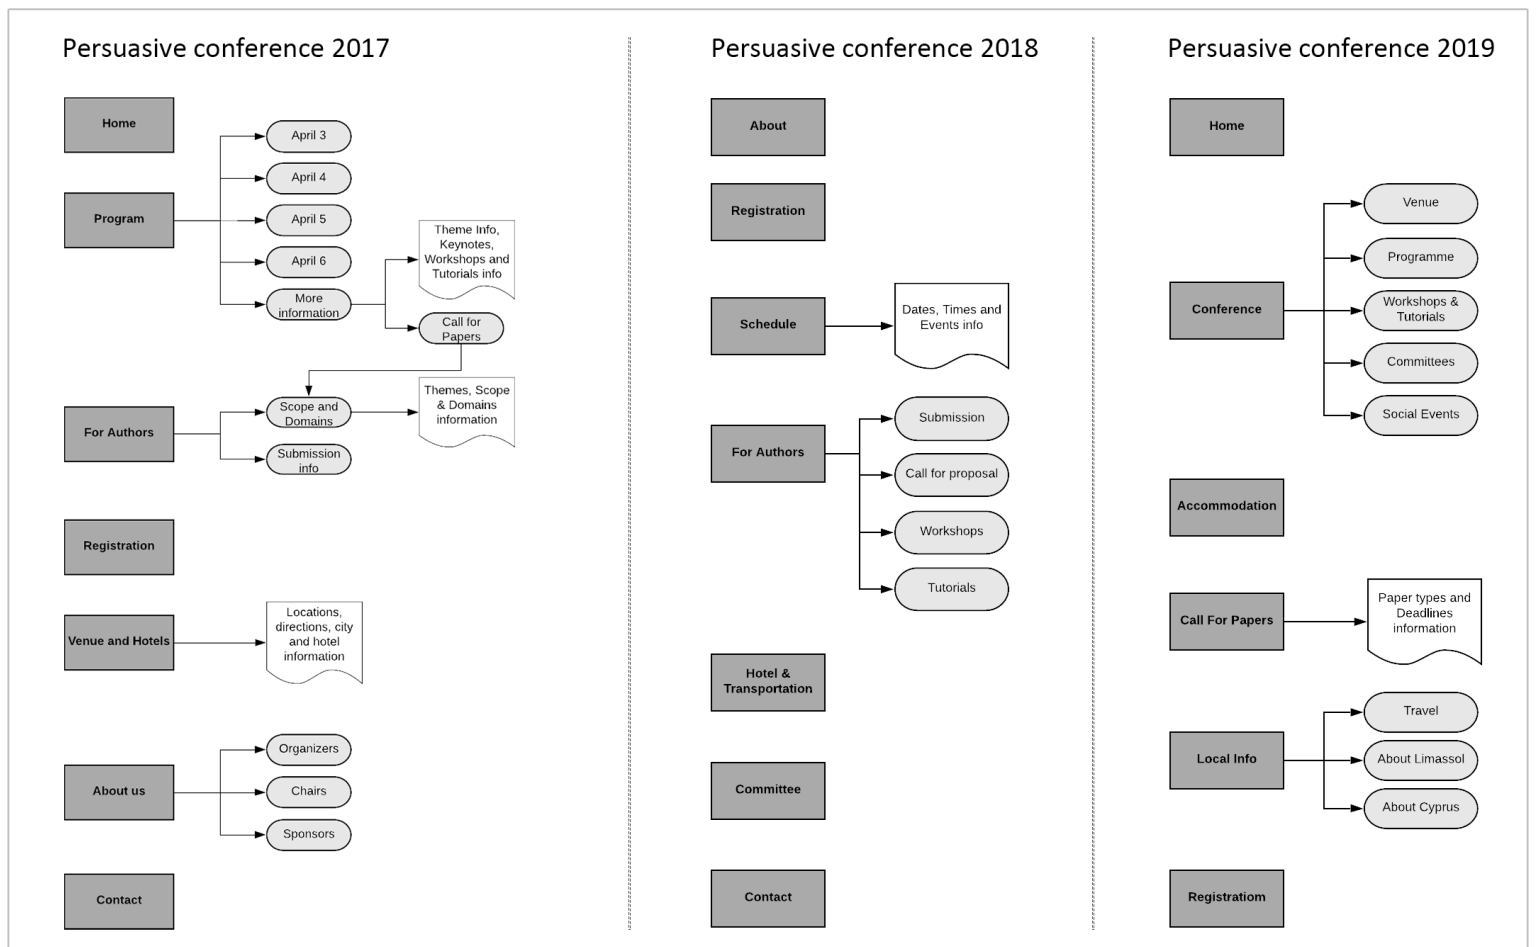 Persuasive conference 2017
Home
Program
April 3
April 4
April 5
April 6
More
information
Theme Info,
Keynotes,
Workshops and
Tutorials info
Call for
Papers
For Authors
Scope and
Domains
Themes, Scope
& Domains
information
Submission
info
Registration
Venue and Hotels
Locations,
directions, city
and hotel
information
About us
Organizers
Chairs
Sponsors
Contact
Persuasive conference 2018
About
Registration
Schedule
Dates, Times and
Events info
For Authors
Submission
Call for proposal
Workshops
Tutorials
Hotel &
Transportation
Committee
Contact
Persuasive conference 2019
Home
Conference
Venue
Programme
Workshops &
Tutorials
Committees
Social Events
Accommodation
Call For Papers
Paper types and
Deadlines
information
Local Info
Travel
About Limassol
About Cyprus
Registratiom